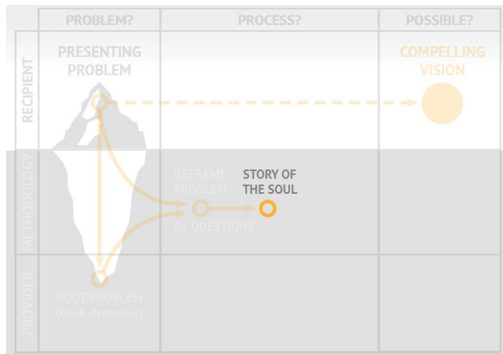 PROBLEM?
PROCESS?
POSSIBLE?
RECIPIENT
PRESENTING
PROBLEM
COMPELLING
VISION
METHODOLOGY
REFRAME
PROBLEM
w/ QUESTIONS
STORY OF
THE SOUL
PROVIDER
ROOT PROBLEM
(flesh dynamics)